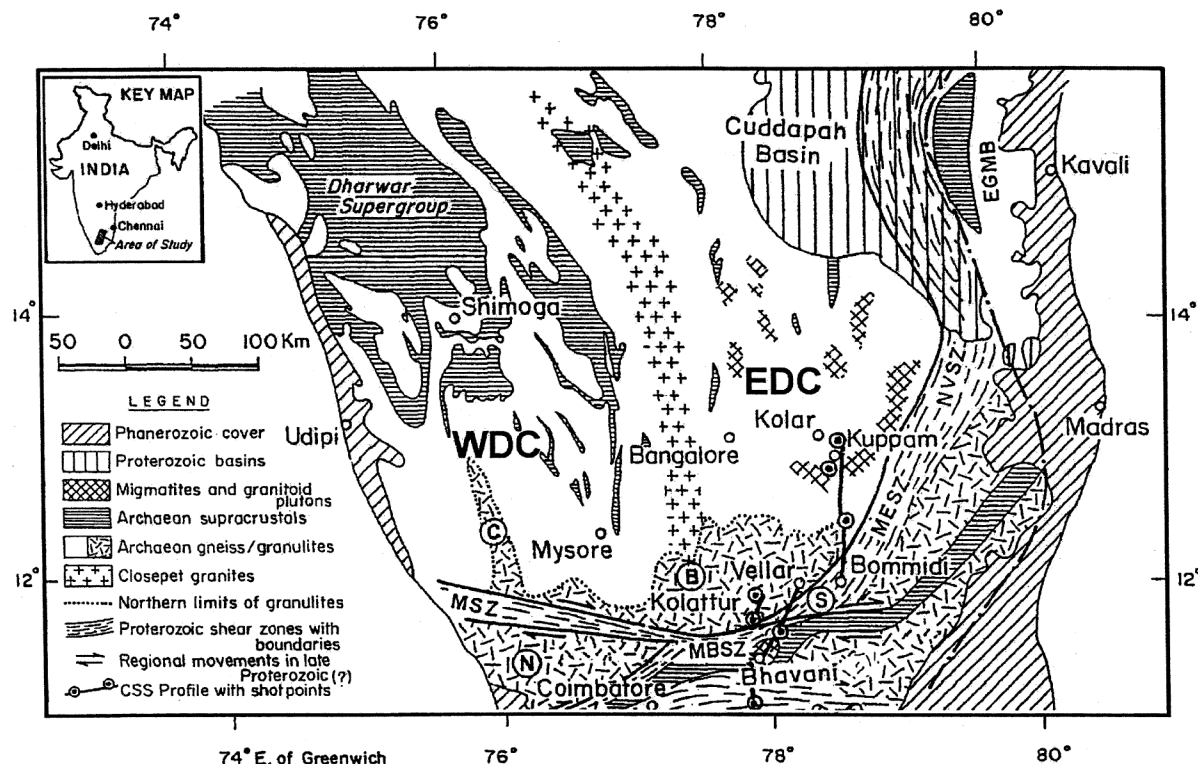 74°
76°
78°
80°
KEY MAP
Delhi
INDIA
Hyderabad
Chennai
Area of Study
Cuddapah
Basin
EGMB
Kavali
Dharwar
Supergroup
14°
Shimoga
14°
50 0 50 100 Km
EDC
NVSZ
LEGEND
Phanerozoic cover
Proterozoic basins
Migmatites and granitoid
plutons
Archaean supracrustals
Archaean gneiss/granulites
Closepet granites
Northern limits of granulites
Proterozoic shear zones with
boundaries
Regional movements in late
Proterozoic (?)
CSS Profile with shot points
Udipi
WDC
Kolar
Kuppam
Madras
Bangalore
MESZ
C
Mysore
12°
B
Vellar
Bommidi
12°
Kolattur
S
MSZ
MBSZ
N
Coimbatore
Bhavani
74° E. of Greenwich
76°
78°
80°